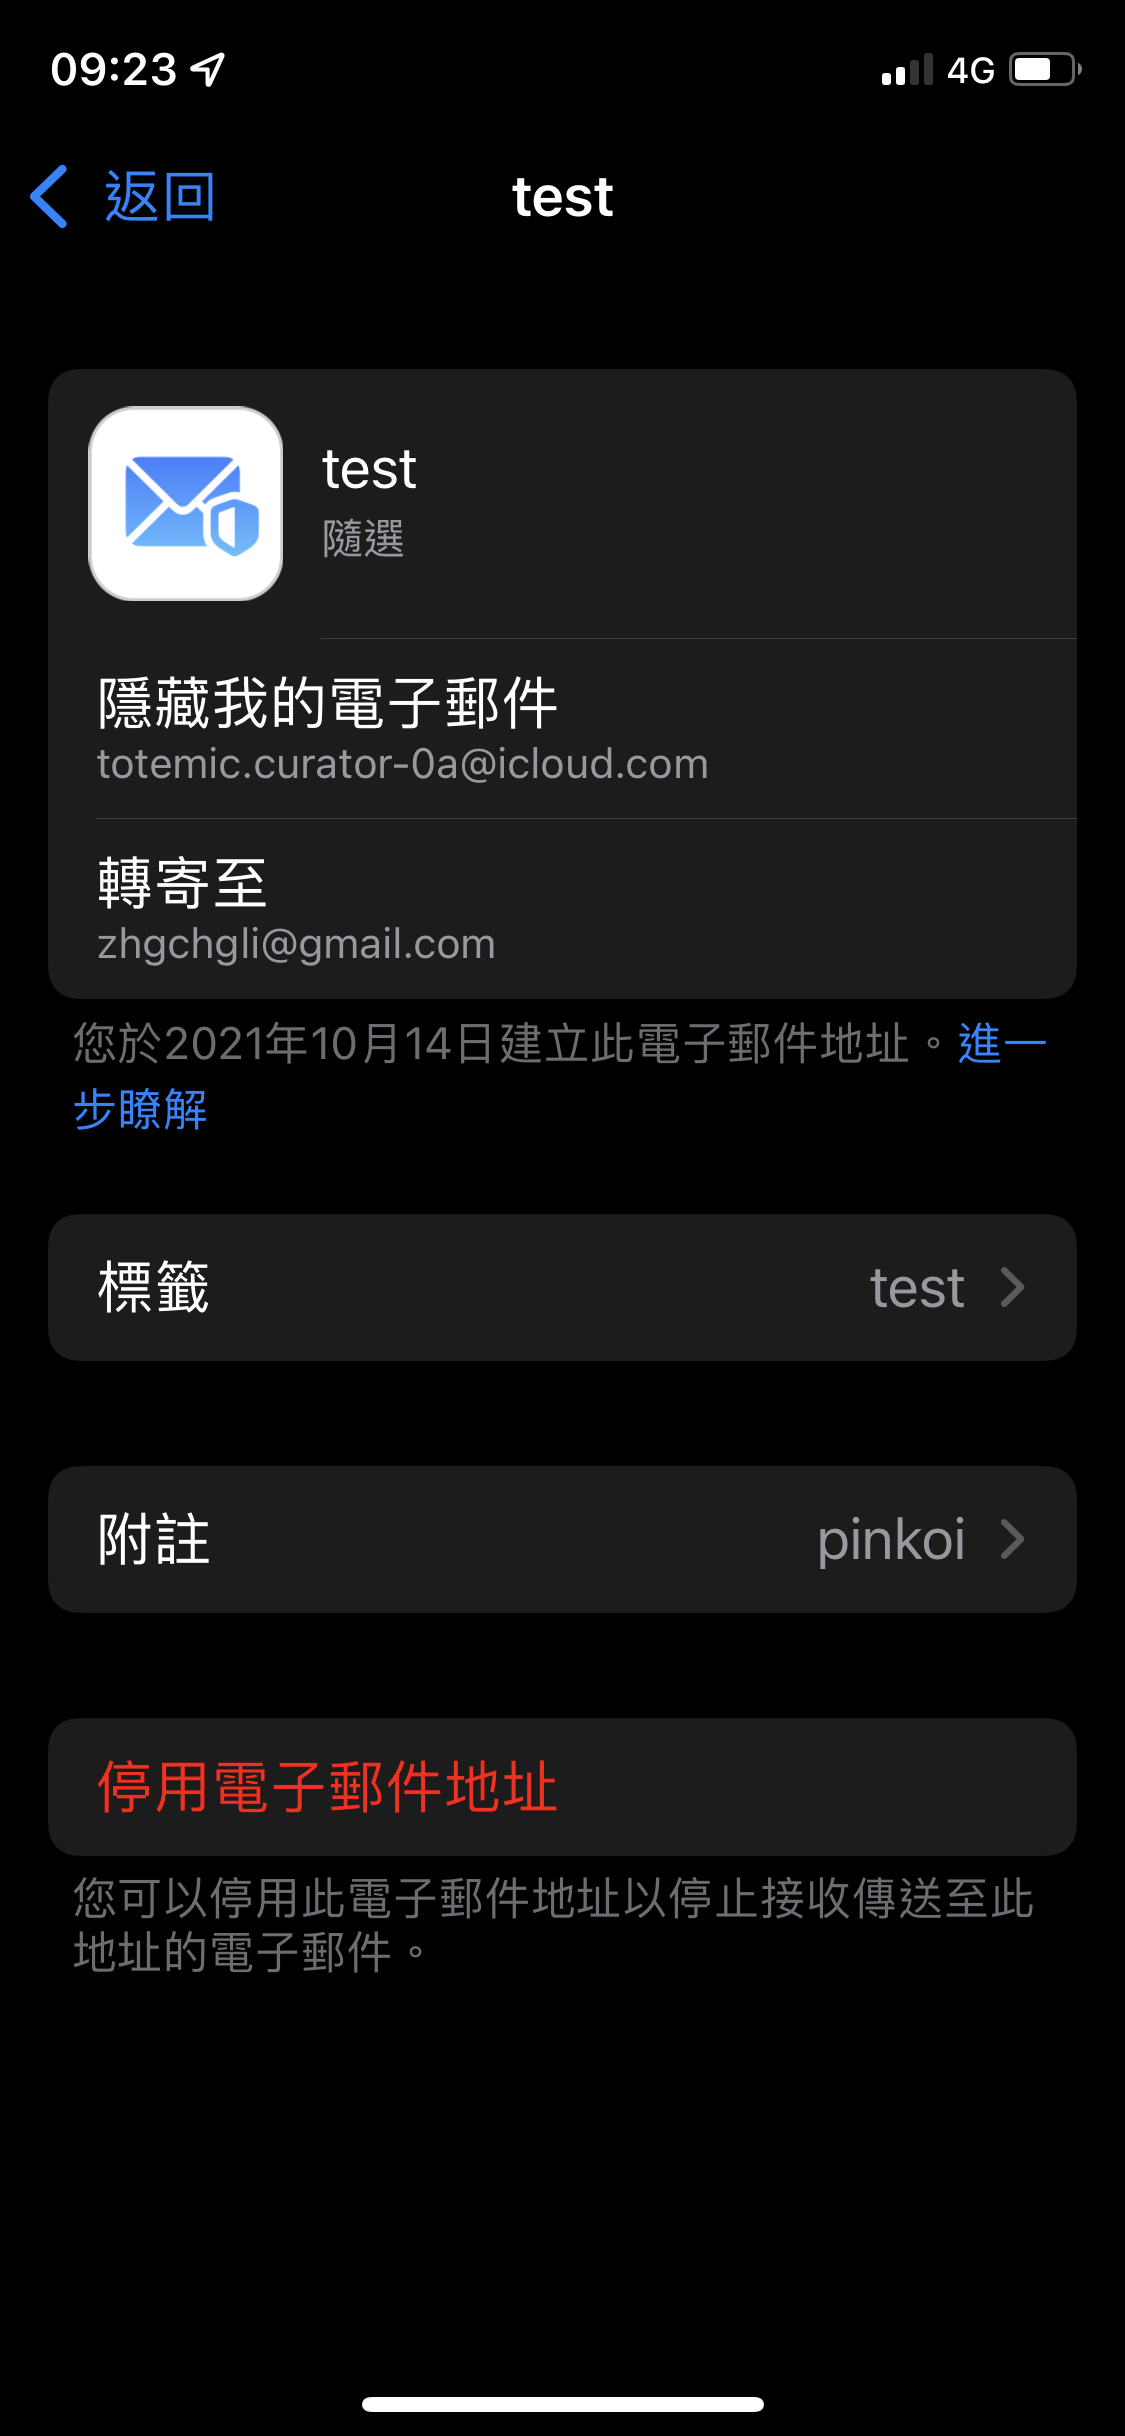 09:23
4G
返回
test
test
隨選
隱藏我的電子郵件
totemic.curator-0a@icloud.com
轉寄至
zhgchgli@gmail.com
您於2021年10月14日建立此電子郵件地址。進一
步瞭解
標籤
test
附註
pinkoi
停用電子郵件地址
您可以停用此電子郵件地址以停止接收傳送至此
地址的電子郵件。